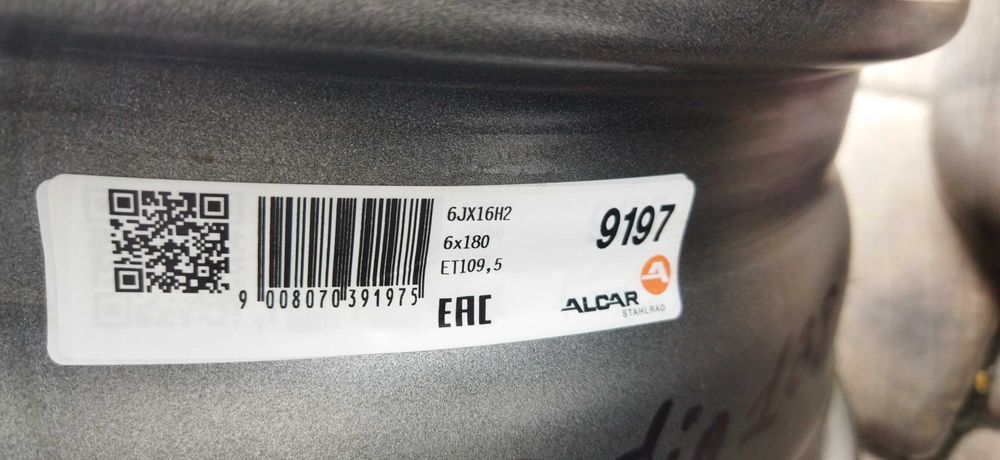 6JX16H2
6x180
ET109,5
9197
9 008070 391975
EAC
A
ALCAR
STAHLRAD